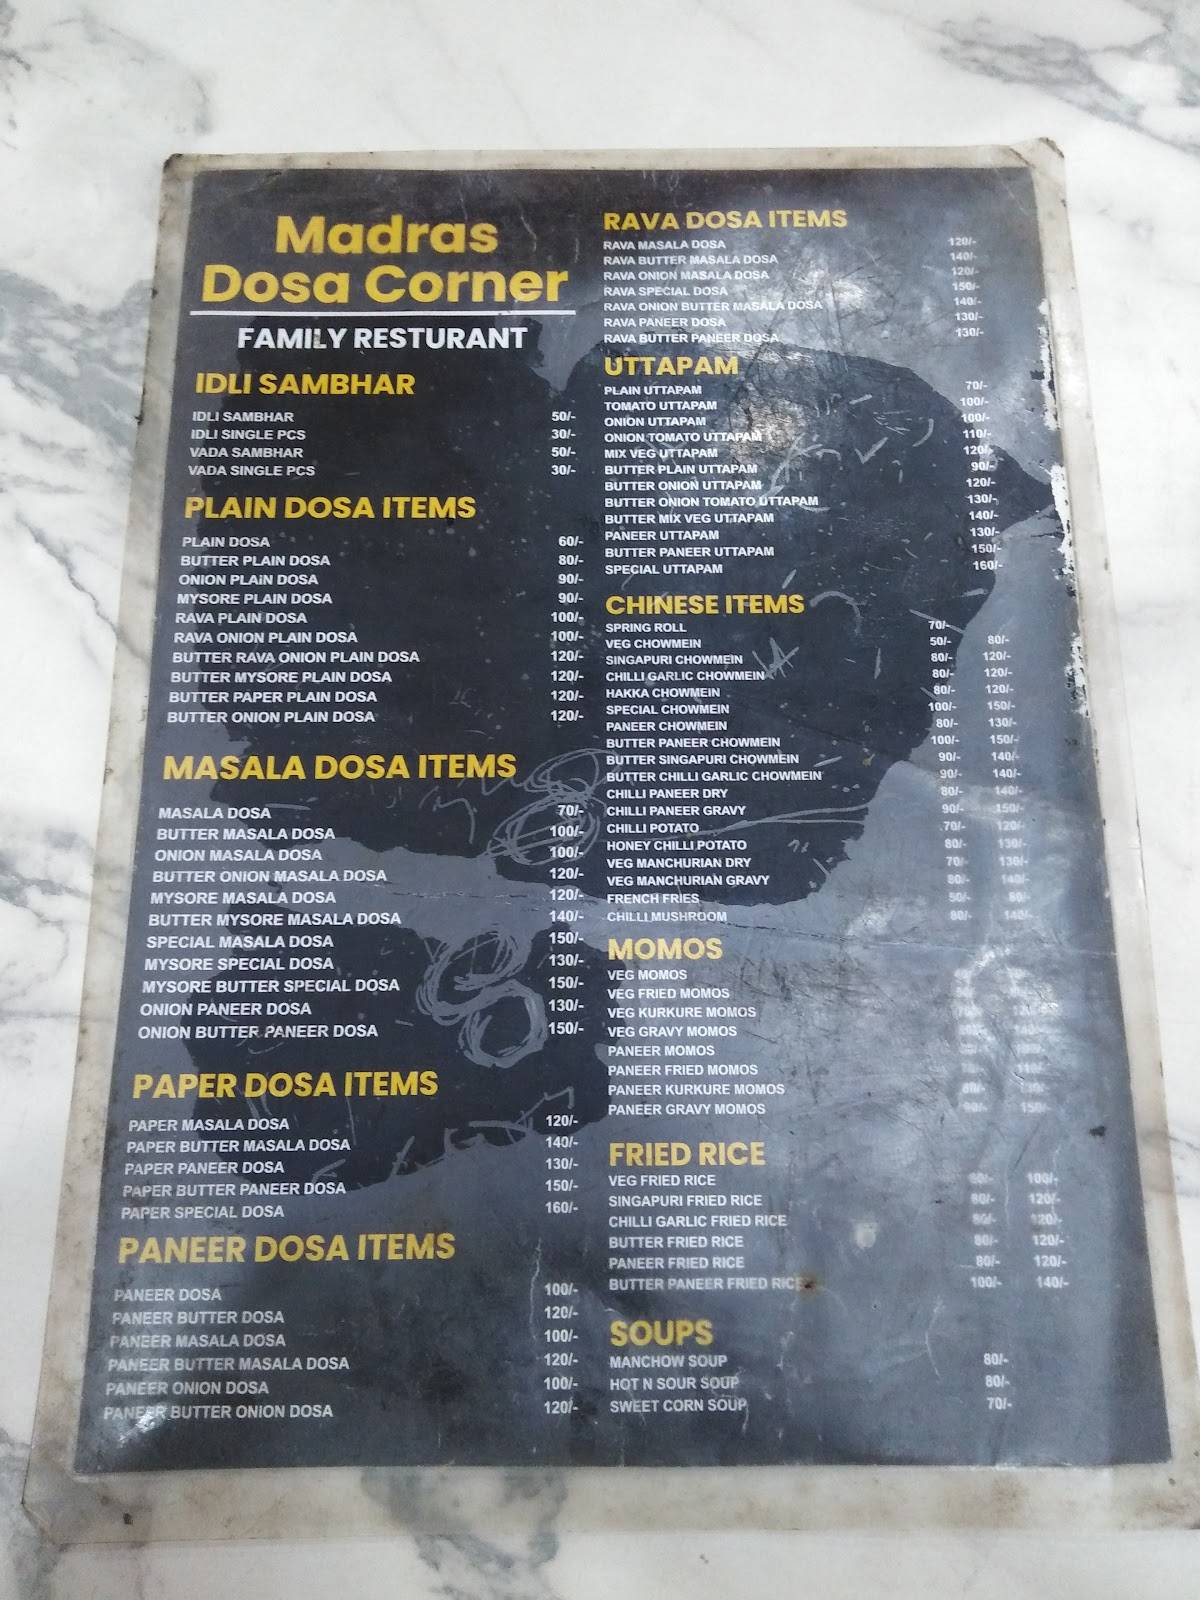 Madras
Dosa Corner
FAMILY RESTURANT
IDLI SAMBHAR
IDLI SAMBHAR 50/-
IDLI SINGLE PCS 30/-
VADA SAMBHAR 50/-
VADA SINGLE PCS 30/-
PLAIN DOSA ITEMS
PLAIN DOSA 60/-
BUTTER PLAIN DOSA 80/-
ONION PLAIN DOSA 90/-
MYSORE PLAIN DOSA 90/-
RAVA PLAIN DOSA 100/-
RAVA ONION PLAIN DOSA 100/-
BUTTER RAVA ONION PLAIN DOSA 120/-
BUTTER MYSORE PLAIN DOSA 120/-
BUTTER PAPER PLAIN DOSA 120/-
BUTTER ONION PLAIN DOSA 120/-
MASALA DOSA ITEMS
MASALA DOSA 70/-
BUTTER MASALA DOSA 100/-
ONION MASALA DOSA 100/-
BUTTER ONION MASALA DOSA 120/-
MYSORE MASALA DOSA 120/-
BUTTER MYSORE MASALA DOSA 140/-
SPECIAL MASALA DOSA 150/-
MYSORE SPECIAL DOSA 130/-
MYSORE BUTTER SPECIAL DOSA 150/-
ONION PANEER DOSA 130/-
ONION BUTTER PANEER DOSA 150/-
PAPER DOSA ITEMS
PAPER MASALA DOSA 120/-
PAPER BUTTER MASALA DOSA 140/-
PAPER PANEER DOSA 130/-
PAPER BUTTER PANEER DOSA 150/-
PAPER SPECIAL DOSA 160/-
PANEER DOSA ITEMS
PANEER DOSA 100/-
PANEER BUTTER DOSA 120/-
PANEER MASALA DOSA 100/-
PANEER BUTTER MASALA DOSA 120/-
PANEER ONION DOSA 100/-
PANEER BUTTER ONION DOSA 120/-
RAVA DOSA ITEMS
RAVA MASALA DOSA 120/-
RAVA BUTTER MASALA DOSA 140/-
RAVA ONION MASALA DOSA 120/-
RAVA SPECIAL DOSA 150/-
RAVA ONION BUTTER MASALA DOSA 140/-
RAVA PANEER DOSA 130/-
RAVA BUTTER PANEER DOSA 130/-
UTTAPAM
PLAIN UTTAPAM 70/-
TOMATO UTTAPAM 100/-
ONION UTTAPAM 100/-
ONION TOMATO UTTAPAM 110/-
MIX VEG UTTAPAM 120/-
BUTTER PLAIN UTTAPAM 90/-
BUTTER ONION UTTAPAM 120/-
BUTTER ONION TOMATO UTTAPAM 130/-
BUTTER MIX VEG UTTAPAM 140/-
PANEER UTTAPAM 130/-
BUTTER PANEER UTTAPAM 150/-
SPECIAL UTTAPAM 160/-
CHINESE ITEMS
SPRING ROLL 70/-
VEG CHOWMEIN 50/- 80/-
SINGAPURI CHOWMEIN 80/- 120/-
CHILLI GARLIC CHOWMEIN 80/- 120/-
HAKKA CHOWMEIN 80/- 120/-
SPECIAL CHOWMEIN 100/- 150/-
PANEER CHOWMEIN 80/- 130/-
BUTTER PANEER CHOWMEIN 100/- 150/-
BUTTER SINGAPURI CHOWMEIN 90/- 140/-
BUTTER CHILLI GARLIC CHOWMEIN 90/- 140/-
CHILLI PANEER DRY 80/- 140/-
CHILLI PANEER GRAVY 90/- 150/-
CHILLI POTATO 70/- 120/-
HONEY CHILLI POTATO 80/- 130/-
VEG MANCHURIAN DRY 70/- 130/-
VEG MANCHURIAN GRAVY 80/- 140/-
FRENCH FRIES 50/- 80/-
CHILLI MUSHROOM 80/- 140/-
MOMOS
VEG MOMOS
VEG FRIED MOMOS
VEG KURKURE MOMOS
VEG GRAVY MOMOS
PANEER MOMOS
PANEER FRIED MOMOS
PANEER KURKURE MOMOS
PANEER GRAVY MOMOS 150/-
FRIED RICE
VEG FRIED RICE 100/-
SINGAPURI FRIED RICE 80/- 120/-
CHILLI GARLIC FRIED RICE 80/- 120/-
BUTTER FRIED RICE 80/- 120/-
PANEER FRIED RICE 80/- 120/-
BUTTER PANEER FRIED RICE 100/- 140/-
SOUPS
MANCHOW SOUP 80/-
HOT N SOUR SOUP 80/-
SWEET CORN SOUP 70/-